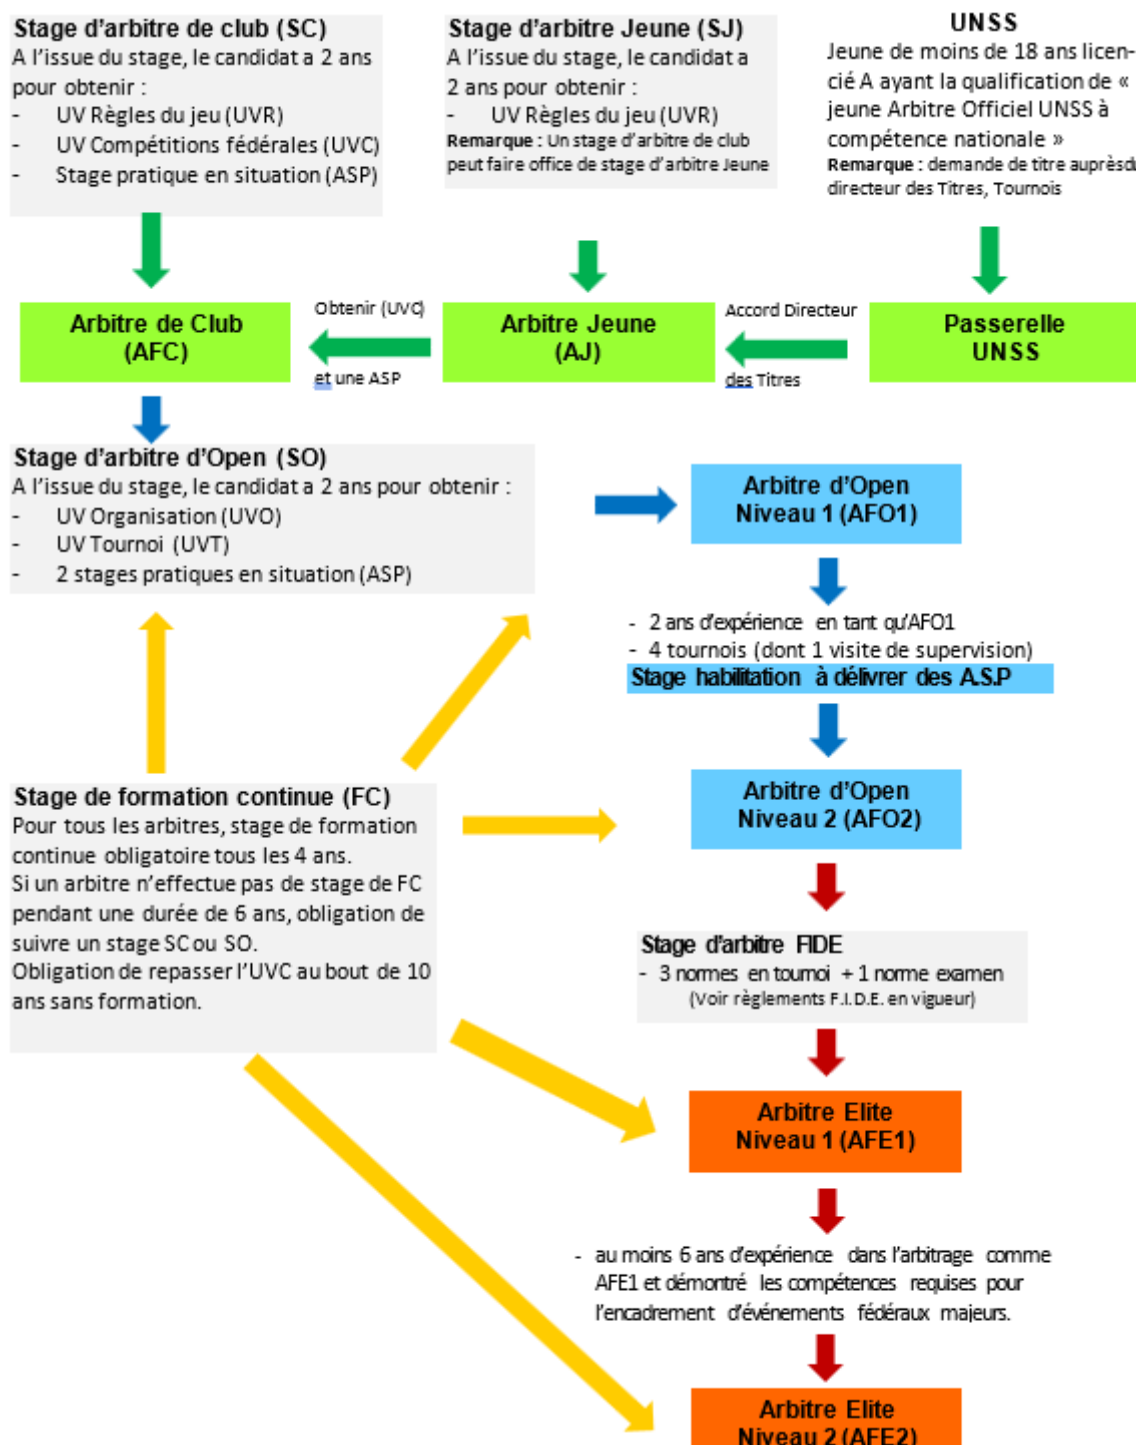 Stage d'arbitre de club (SC)
A l'issue du stage, le candidat a 2 ans
pour obtenir :
- UV Règles du jeu (UVR)
- UV Compétitions fédérales (UVC)
- Stage pratique en situation (ASP)
Stage d'arbitre Jeune (SJ)
A l'issue du stage, le candidat a
2 ans pour obtenir :
- UV Règles du jeu (UVR)
Remarque : Un stage d'arbitre de club
peut faire office de stage d'arbitre Jeune
UNSS
Jeune de moins de 18 ans licen-
cié A ayant la qualification de «
jeune Arbitre Officiel UNSS à
compétence nationale »
Remarque : demande de titre auprès du
directeur des Titres, Tournois
Arbitre de Club
(AFC)
Obtenir (UVC)
et une ASP
Arbitre Jeune
(AJ)
Accord Directeur
des Titres
Passerelle
UNSS
Stage d'arbitre d'Open (SO)
A l'issue du stage, le candidat a 2 ans pour obtenir :
- UV Organisation (UVO)
- UV Tournoi (UVT)
- 2 stages pratiques en situation (ASP)
Arbitre d'Open
Niveau 1 (AFO1)
- 2 ans d'expérience en tant qu'AFO1
- 4 tournois (dont 1 visite de supervision)
Stage habilitation à délivrer des A.S.P
Arbitre d'Open
Niveau 2 (AFO2)
Stage de formation continue (FC)
Pour tous les arbitres, stage de formation
continue obligatoire tous les 4 ans.
Si un arbitre n'effectue pas de stage de FC
pendant une durée de 6 ans, obligation de
suivre un stage SC ou SO.
Obligation de repasser l'UVC au bout de 10
ans sans formation.
Stage d'arbitre FIDE
- 3 normes en tournoi + 1 norme examen
(Voir règlements F.I.D.E. en vigueur)
Arbitre Elite
Niveau 1 (AFE1)
- au moins 6 ans d'expérience dans l'arbitrage comme
AFE1 et démontré les compétences requises pour
l'encadrement d'événements fédéraux majeurs.
Arbitre Elite
Niveau 2 (AFE2)